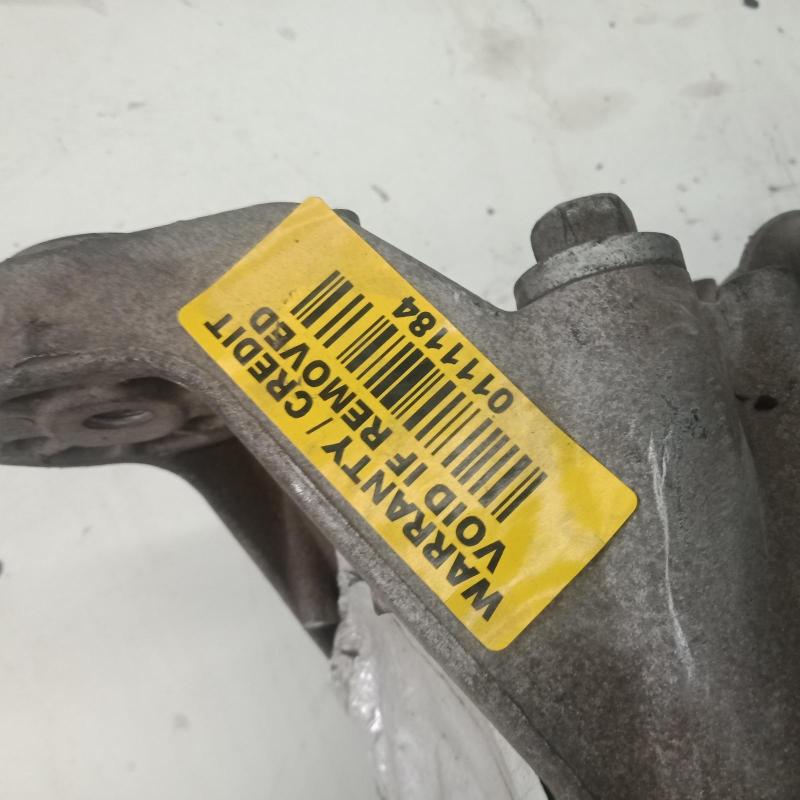 WARRANTY / CREDIT
VOID IF REMOVED
0111184